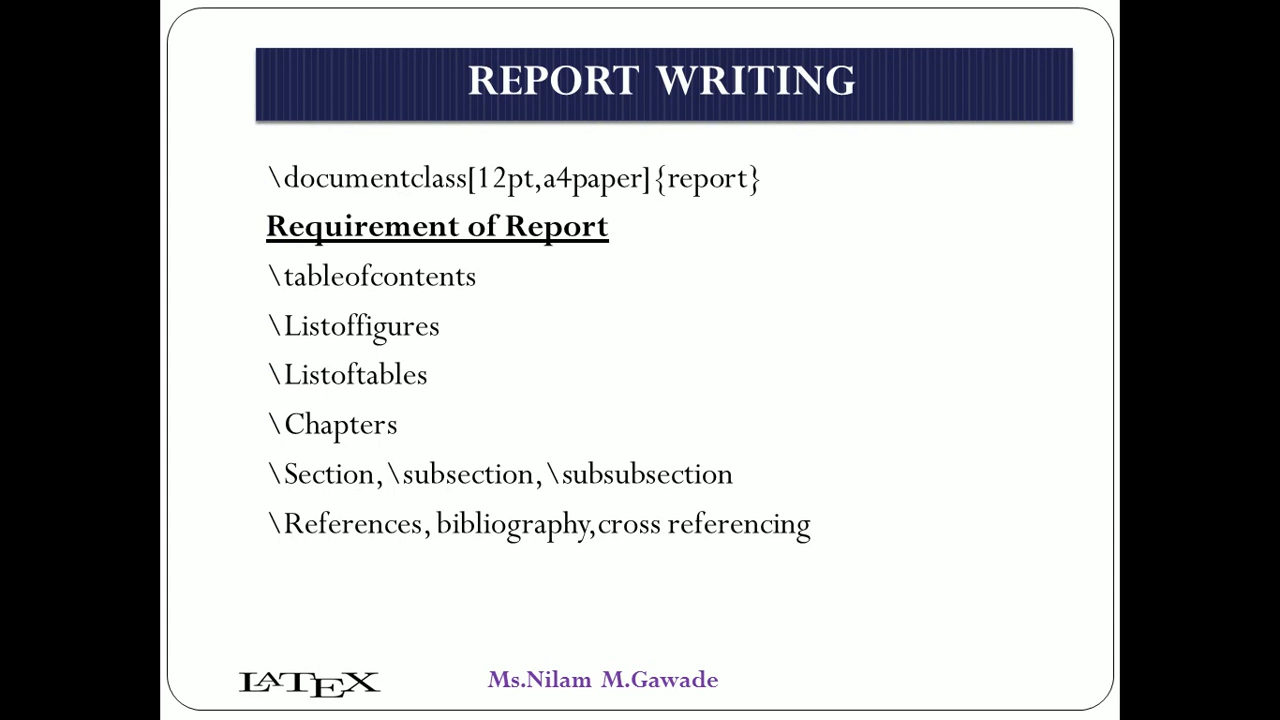 REPORT WRITING
\documentclass[12pt,a4paper]{report}
Requirement of Report
\tableofcontents
\Listoffigures
\Listoftables
\Chapters
\Section,\subsection,\subsubsection
\References, bibliography,cross referencing
LATEX
Ms.Nilam M.Gawade